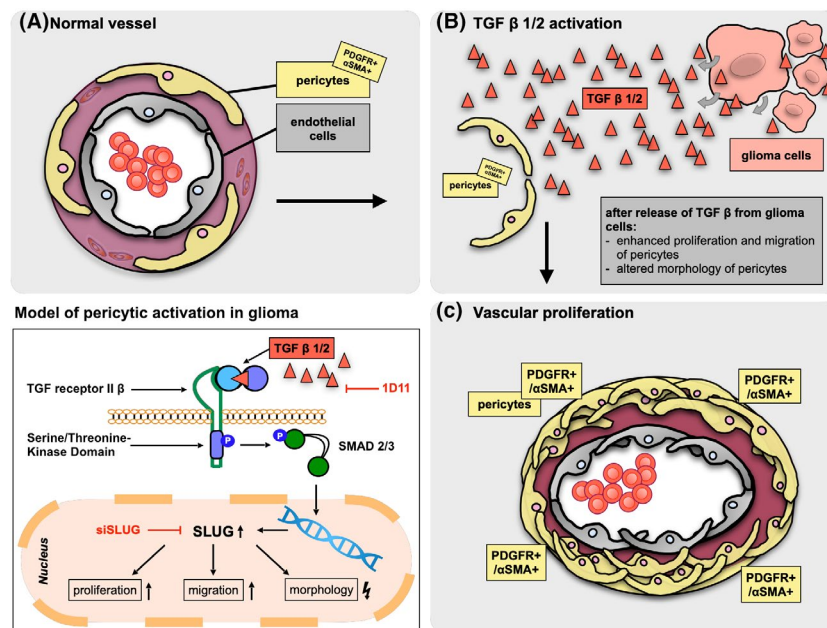 (A) Normal vessel
PDGFR+
αSMA+
pericytes
endothelial
cells
(B) TGF β 1/2 activation
TGF β 1/2
glioma cells
PDGFR+
αSMA+
pericytes
after release of TGF β from glioma
cells:
- enhanced proliferation and migration
of pericytes
- altered morphology of pericytes
Model of pericytic activation in glioma
TGF β 1/2
TGF receptor II β
1D11
Serine/Threonine-
Kinase Domain
P
P
SMAD 2/3
Nucleus
siSLUG
SLUG
proliferation
migration
morphology
(c) Vascular proliferation
PDGFR+
/αSMA+
pericytes
PDGFR+
/αSMA+
PDGFR+
/αSMA+
PDGFR+
/αSMA+